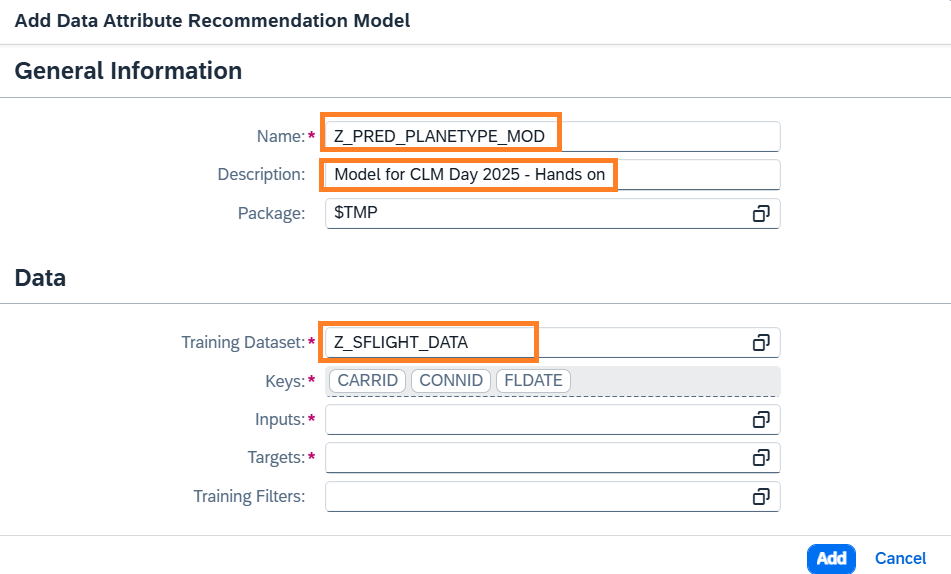 Add Data Attribute Recommendation Model
General Information
Name:* Z_PRED_PLANETYPE_MOD
Description: Model for CLM Day 2025 - Hands on
Package: $TMP
Data
Training Dataset:* Z_SFLIGHT_DATA
Keys:* CARRID CONNID FLDATE
Inputs:*
Targets:*
Training Filters:
Add Cancel